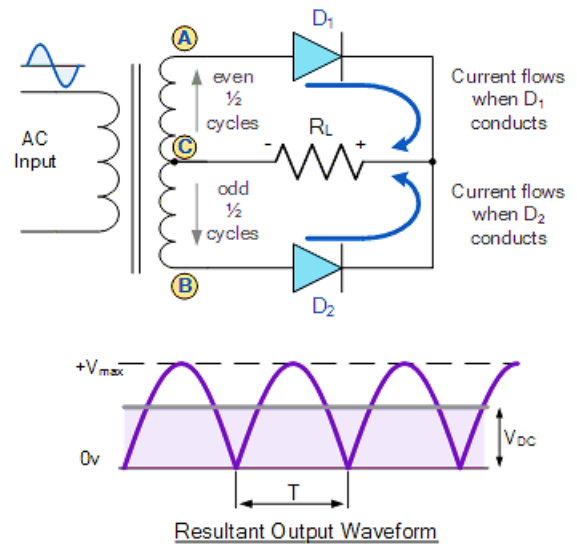 A
D1
even
½
cycles
Current flows
when D1
conducts
AC
Input
C
- RL +
odd
½
cycles
Current flows
when D2
conducts
B
D2
+Vmax
0v
VDC
T
Resultant Output Waveform